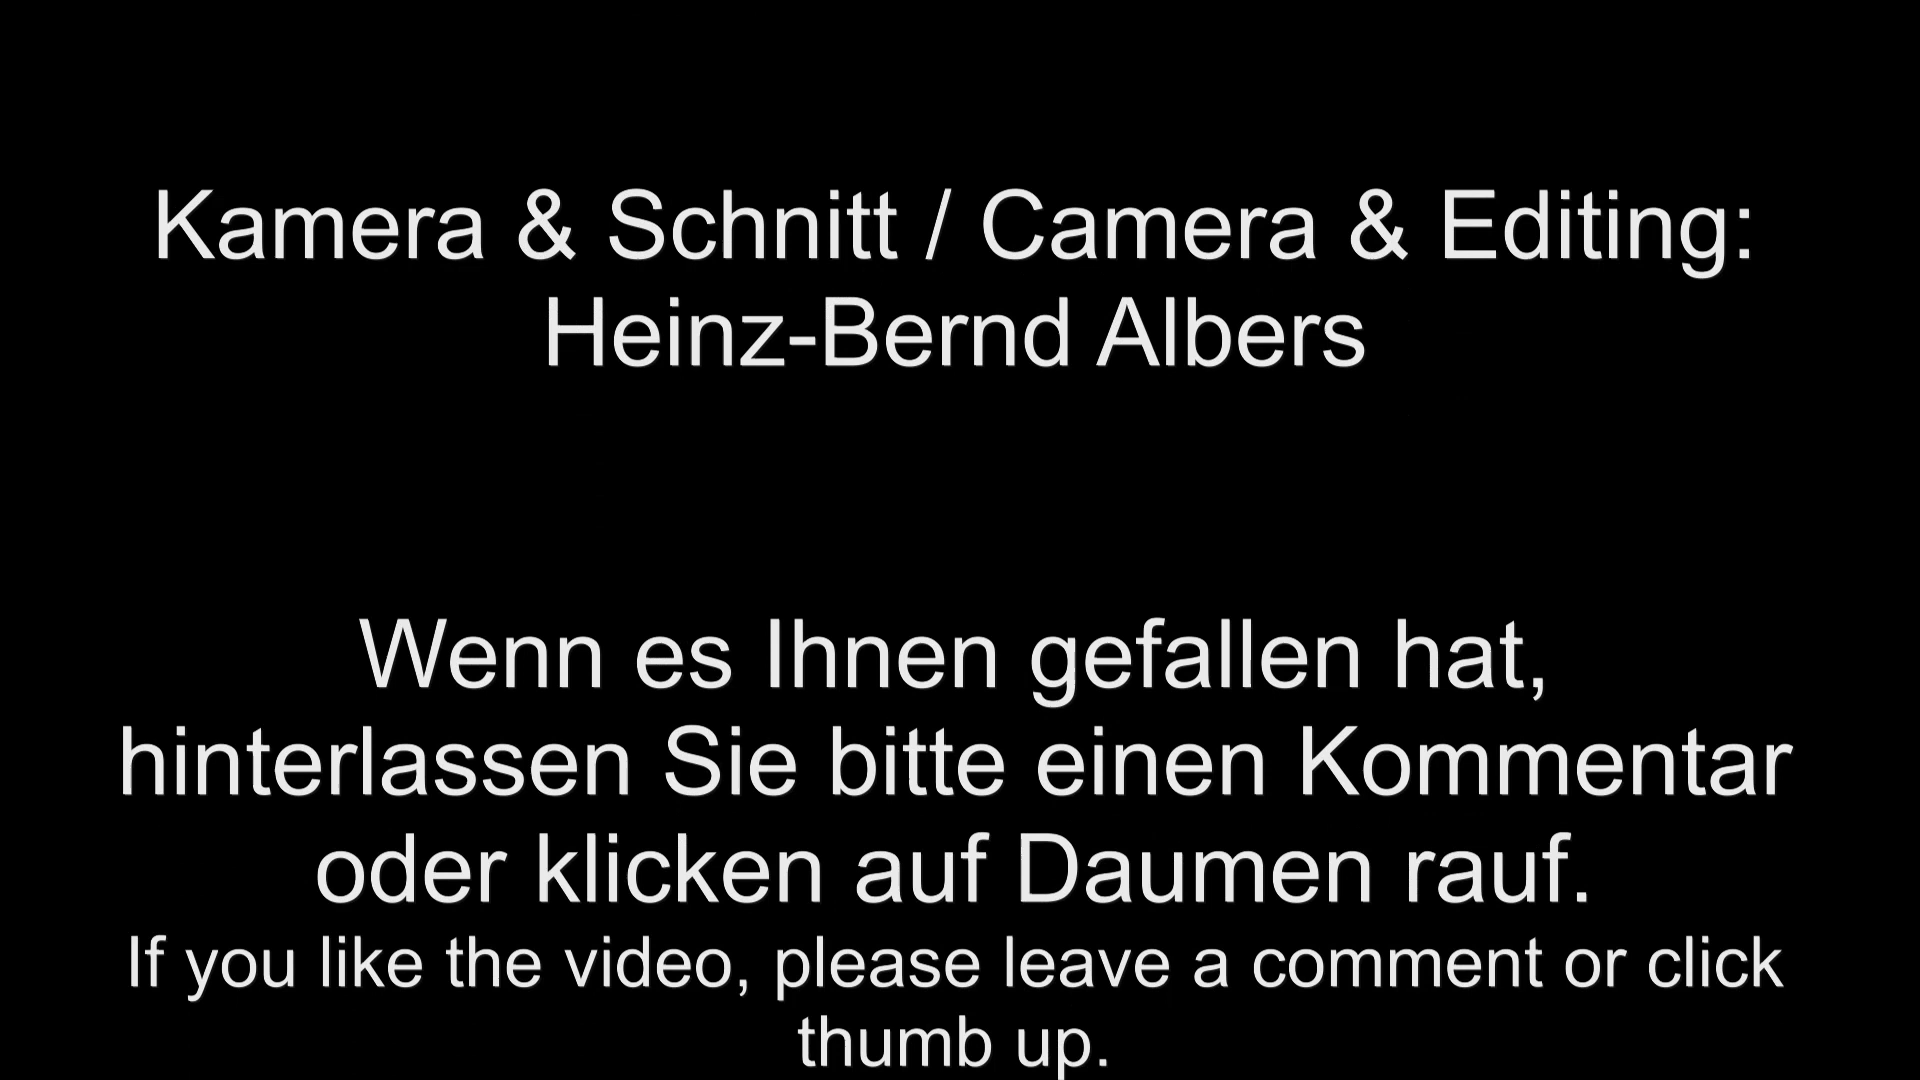 Kamera & Schnitt / Camera & Editing:
Heinz-Bernd Albers
Wenn es Ihnen gefallen hat,
hinterlassen Sie bitte einen Kommentar
oder klicken auf Daumen rauf.
If you like the video, please leave a comment or click
thumb up.